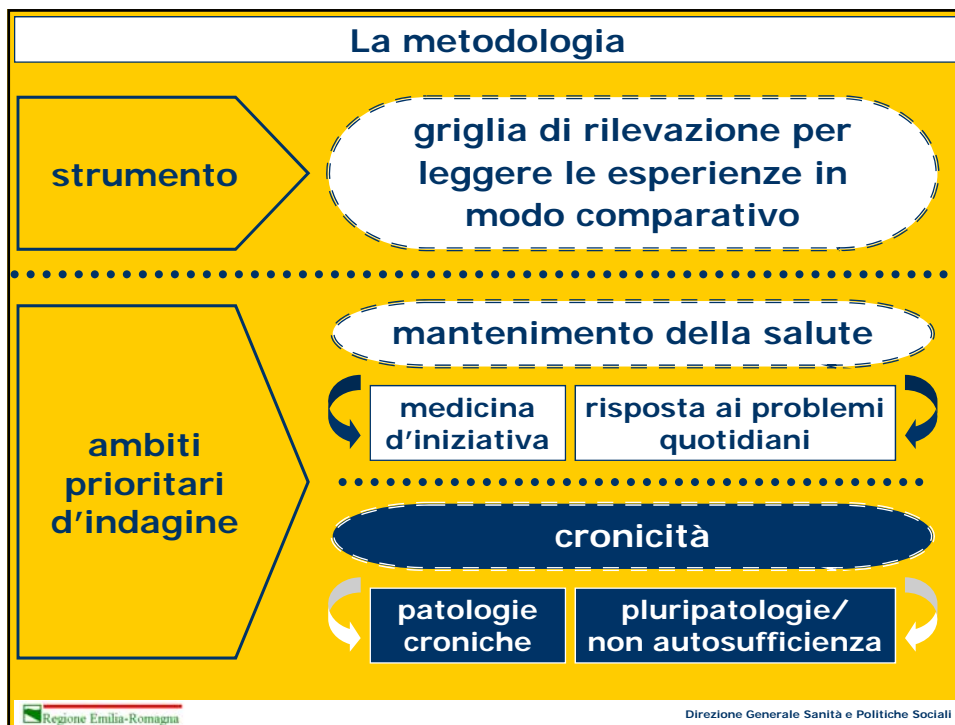 La metodologia
strumento
griglia di rilevazione per
leggere le esperienze in
modo comparativo
ambiti
prioritari
d'indagine
mantenimento della salute
medicina
d'iniziativa
risposta ai problemi
quotidiani
cronicità
patologie
croniche
pluripatologie/
non autosufficienza
Regione Emilia-Romagna
Direzione Generale Sanità e Politiche Sociali